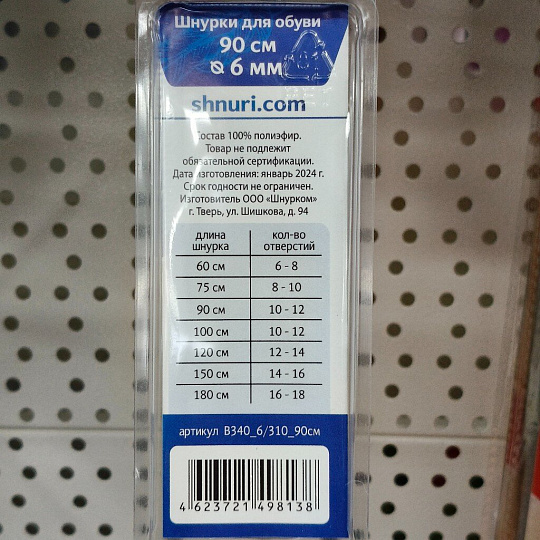 Шнурки для обуви
90 см
⌀ 6 мм
shnuri.com
Состав 100% полиэфир.
Товар не подлежит
обязательной сертификации.
Дата изготовления: январь 2024 г.
Срок годности не ограничен.
Изготовитель ООО «Шнурком»
г. Тверь, ул. Шишкова, д. 94
длина шнурка кол-во отверстий
60 см 6 - 8
75 см 8 - 10
90 см 10 - 12
100 см 10 - 12
120 см 12 - 14
150 см 14 - 16
180 см 16 - 18
артикул В340_6/310_90см
4 623721 498138